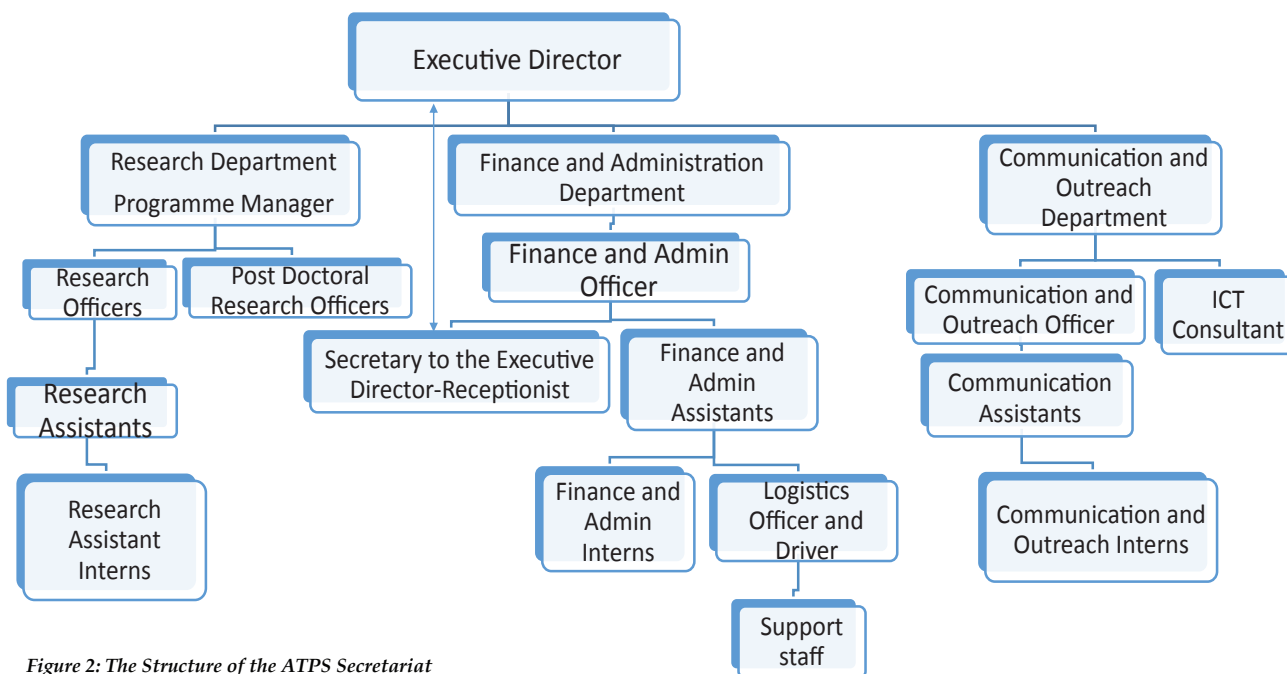 Executive Director
Research Department
Programme Manager
Finance and Administration
Department
Communication and
Outreach
Department
Research
Officers
Post Doctoral
Research Officers
Finance and Admin
Officer
Communication and
Outreach Officer
ICT
Consultant
Secretary to the Executive
Director-Receptionist
Finance and
Admin
Assistants
Research
Assistants
Communication
Assistants
Research
Assistant
Interns
Finance and
Admin
Interns
Logistics
Officer and
Driver
Communication and
Outreach Interns
Support
staff
Figure 2: The Structure of the ATPS Secretariat